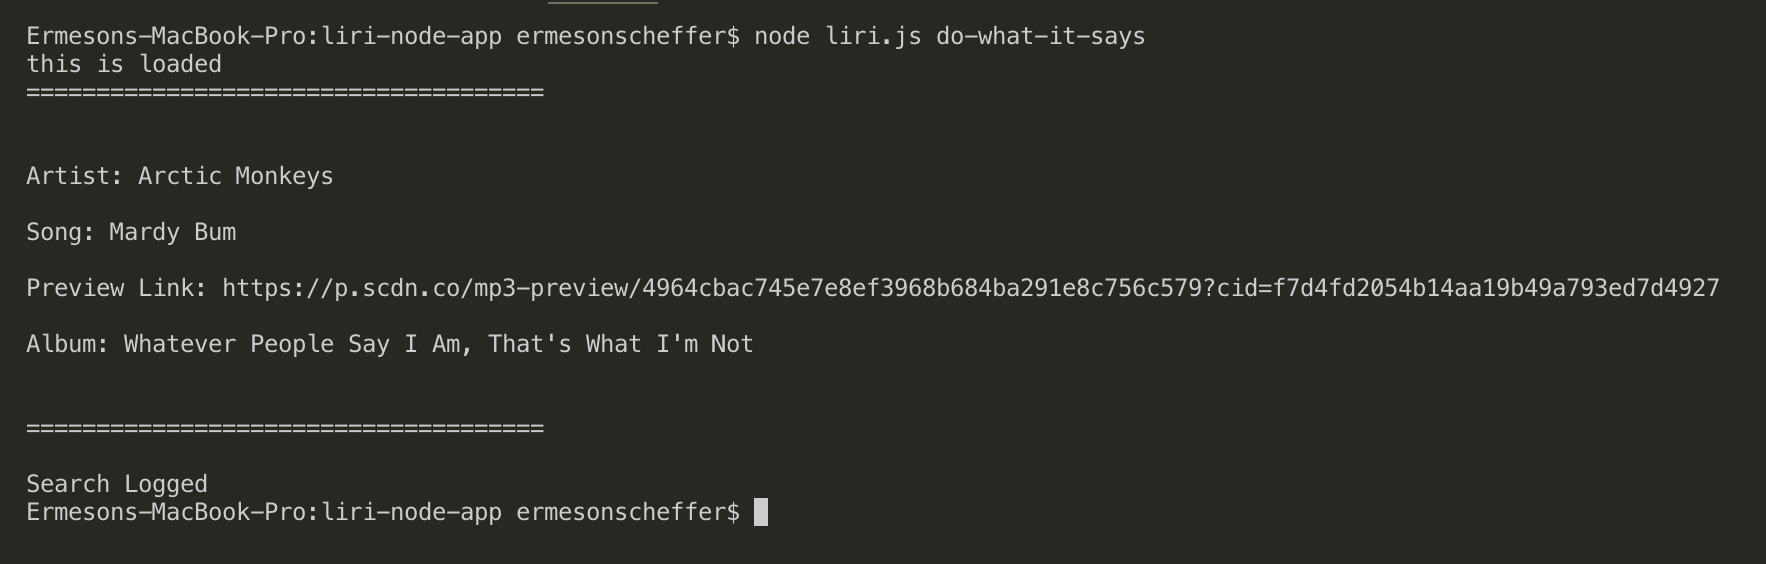 Ermesons-MacBook-Pro:liri-node-app ermesonscheffer$ node liri.js do-what-it-says
this is loaded
=====================================
Artist: Arctic Monkeys
Song: Mardy Bum
Preview Link: https://p.scdn.co/mp3-preview/4964cbac745e7e8ef3968b684ba291e8c756c579?cid=f7d4fd2054b14aa19b49a793ed7d4927
Album: Whatever People Say I Am, That's What I'm Not
=====================================
Search Logged
Ermesons-MacBook-Pro:liri-node-app ermesonscheffer$